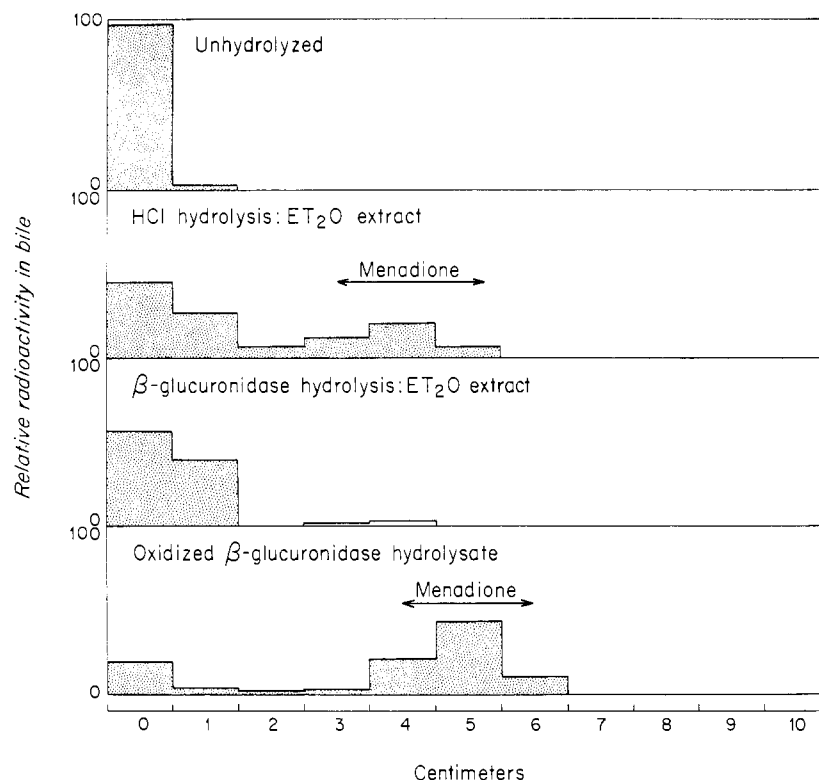 100
Unhydrolyzed
0
100
HCl hydrolysis: ET₂O extract
Menadione
0
100
β-glucuronidase hydrolysis: ET₂O extract
0
100
Oxidized β-glucuronidase hydrolysate
Menadione
0
0 1 2 3 4 5 6 7 8 9 10
Centimeters
Relative radioactivity in bile